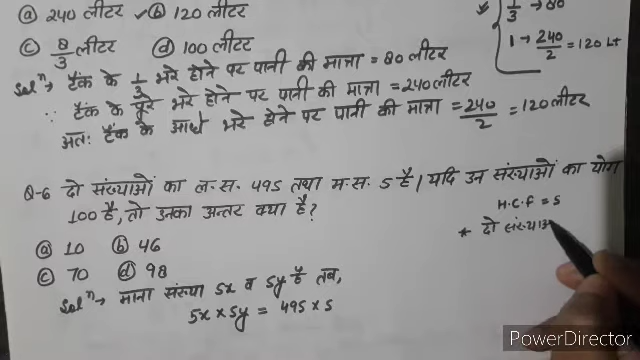 ⓐ 240 लीटर ✓ⓑ 120 लीटर
ⓒ 8/3 लीटर ⓓ 100 लीटर
1/3 → 80
1 → 240/2 = 120 Lt
Solⁿ→ टैंक के 1/3 भरे होने पर पानी की मात्रा = 80 लीटर
∵ टैंक के पूरे भरे होने पर पानी की मात्रा = 240 लीटर
अतः टैंक के आधे भरे होने पर पानी की मात्रा = 240/2 = 120 लीटर
Q-6 दो संख्याओं का ल.स. 495 तथा म.स. 5 है। यदि उन संख्याओं का योग
100 है, तो उनका अन्तर क्या है?
H.C.F = 5
* दो संख्याओ
ⓐ 10 ⓑ 46
ⓒ 70 ⓓ 98
Solⁿ→ माना संख्या 5x व 5y है तब,
5x × 5y = 495 × 5
PowerDirector